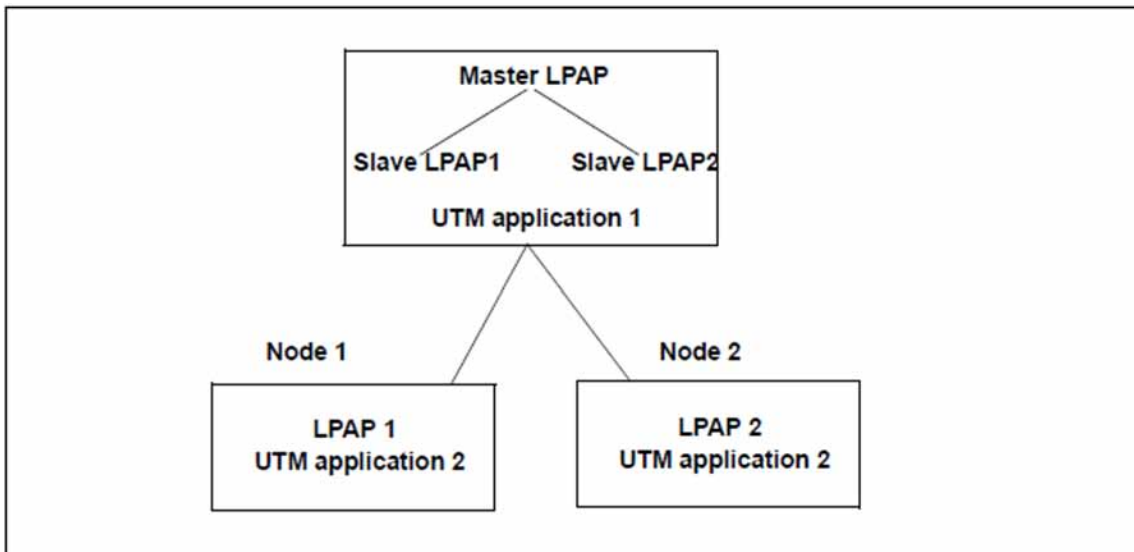 Master LPAP
Slave LPAP1
Slave LPAP2
UTM application 1
Node 1
Node 2
LPAP 1
UTM application 2
LPAP 2
UTM application 2